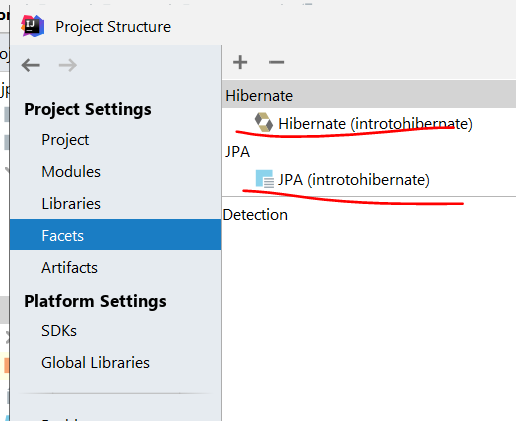 Project Structure
Project Settings
Project
Modules
Libraries
Facets
Artifacts
Platform Settings
SDKs
Global Libraries
Hibernate
Hibernate (introtohibernate)
JPA
JPA (introtohibernate)
Detection